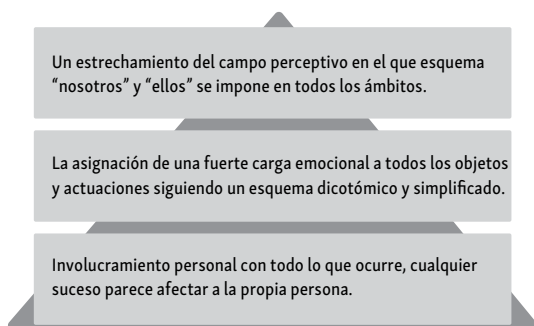 Un estrechamiento del campo perceptivo en el que esquema
“nosotros” y “ellos” se impone en todos los ámbitos.
La asignación de una fuerte carga emocional a todos los objetos
y actuaciones siguiendo un esquema dicotómico y simplificado.
Involucramiento personal con todo lo que ocurre, cualquier
suceso parece afectar a la propia persona.